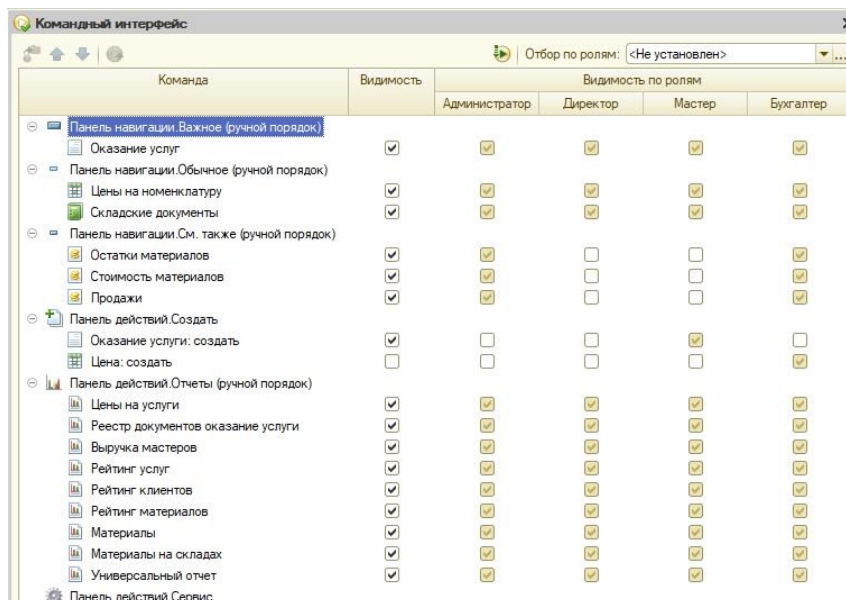 Командный интерфейс
Отбор по ролям: <Не установлен>
Команда Видимость Видимость по ролям
Администратор Директор Мастер Бухгалтер
Панель навигации.Важное (ручной порядок)
Оказание услуг
Панель навигации.Обычное (ручной порядок)
Цены на номенклатуру
Складские документы
Панель навигации.См. также (ручной порядок)
Остатки материалов
Стоимость материалов
Продажи
Панель действий.Создать
Оказание услуги: создать
Цена: создать
Панель действий.Отчеты (ручной порядок)
Цены на услуги
Реестр документов оказание услуги
Выручка мастеров
Рейтинг услуг
Рейтинг клиентов
Рейтинг материалов
Материалы
Материалы на складах
Универсальный отчет
Панель действий.Сервис